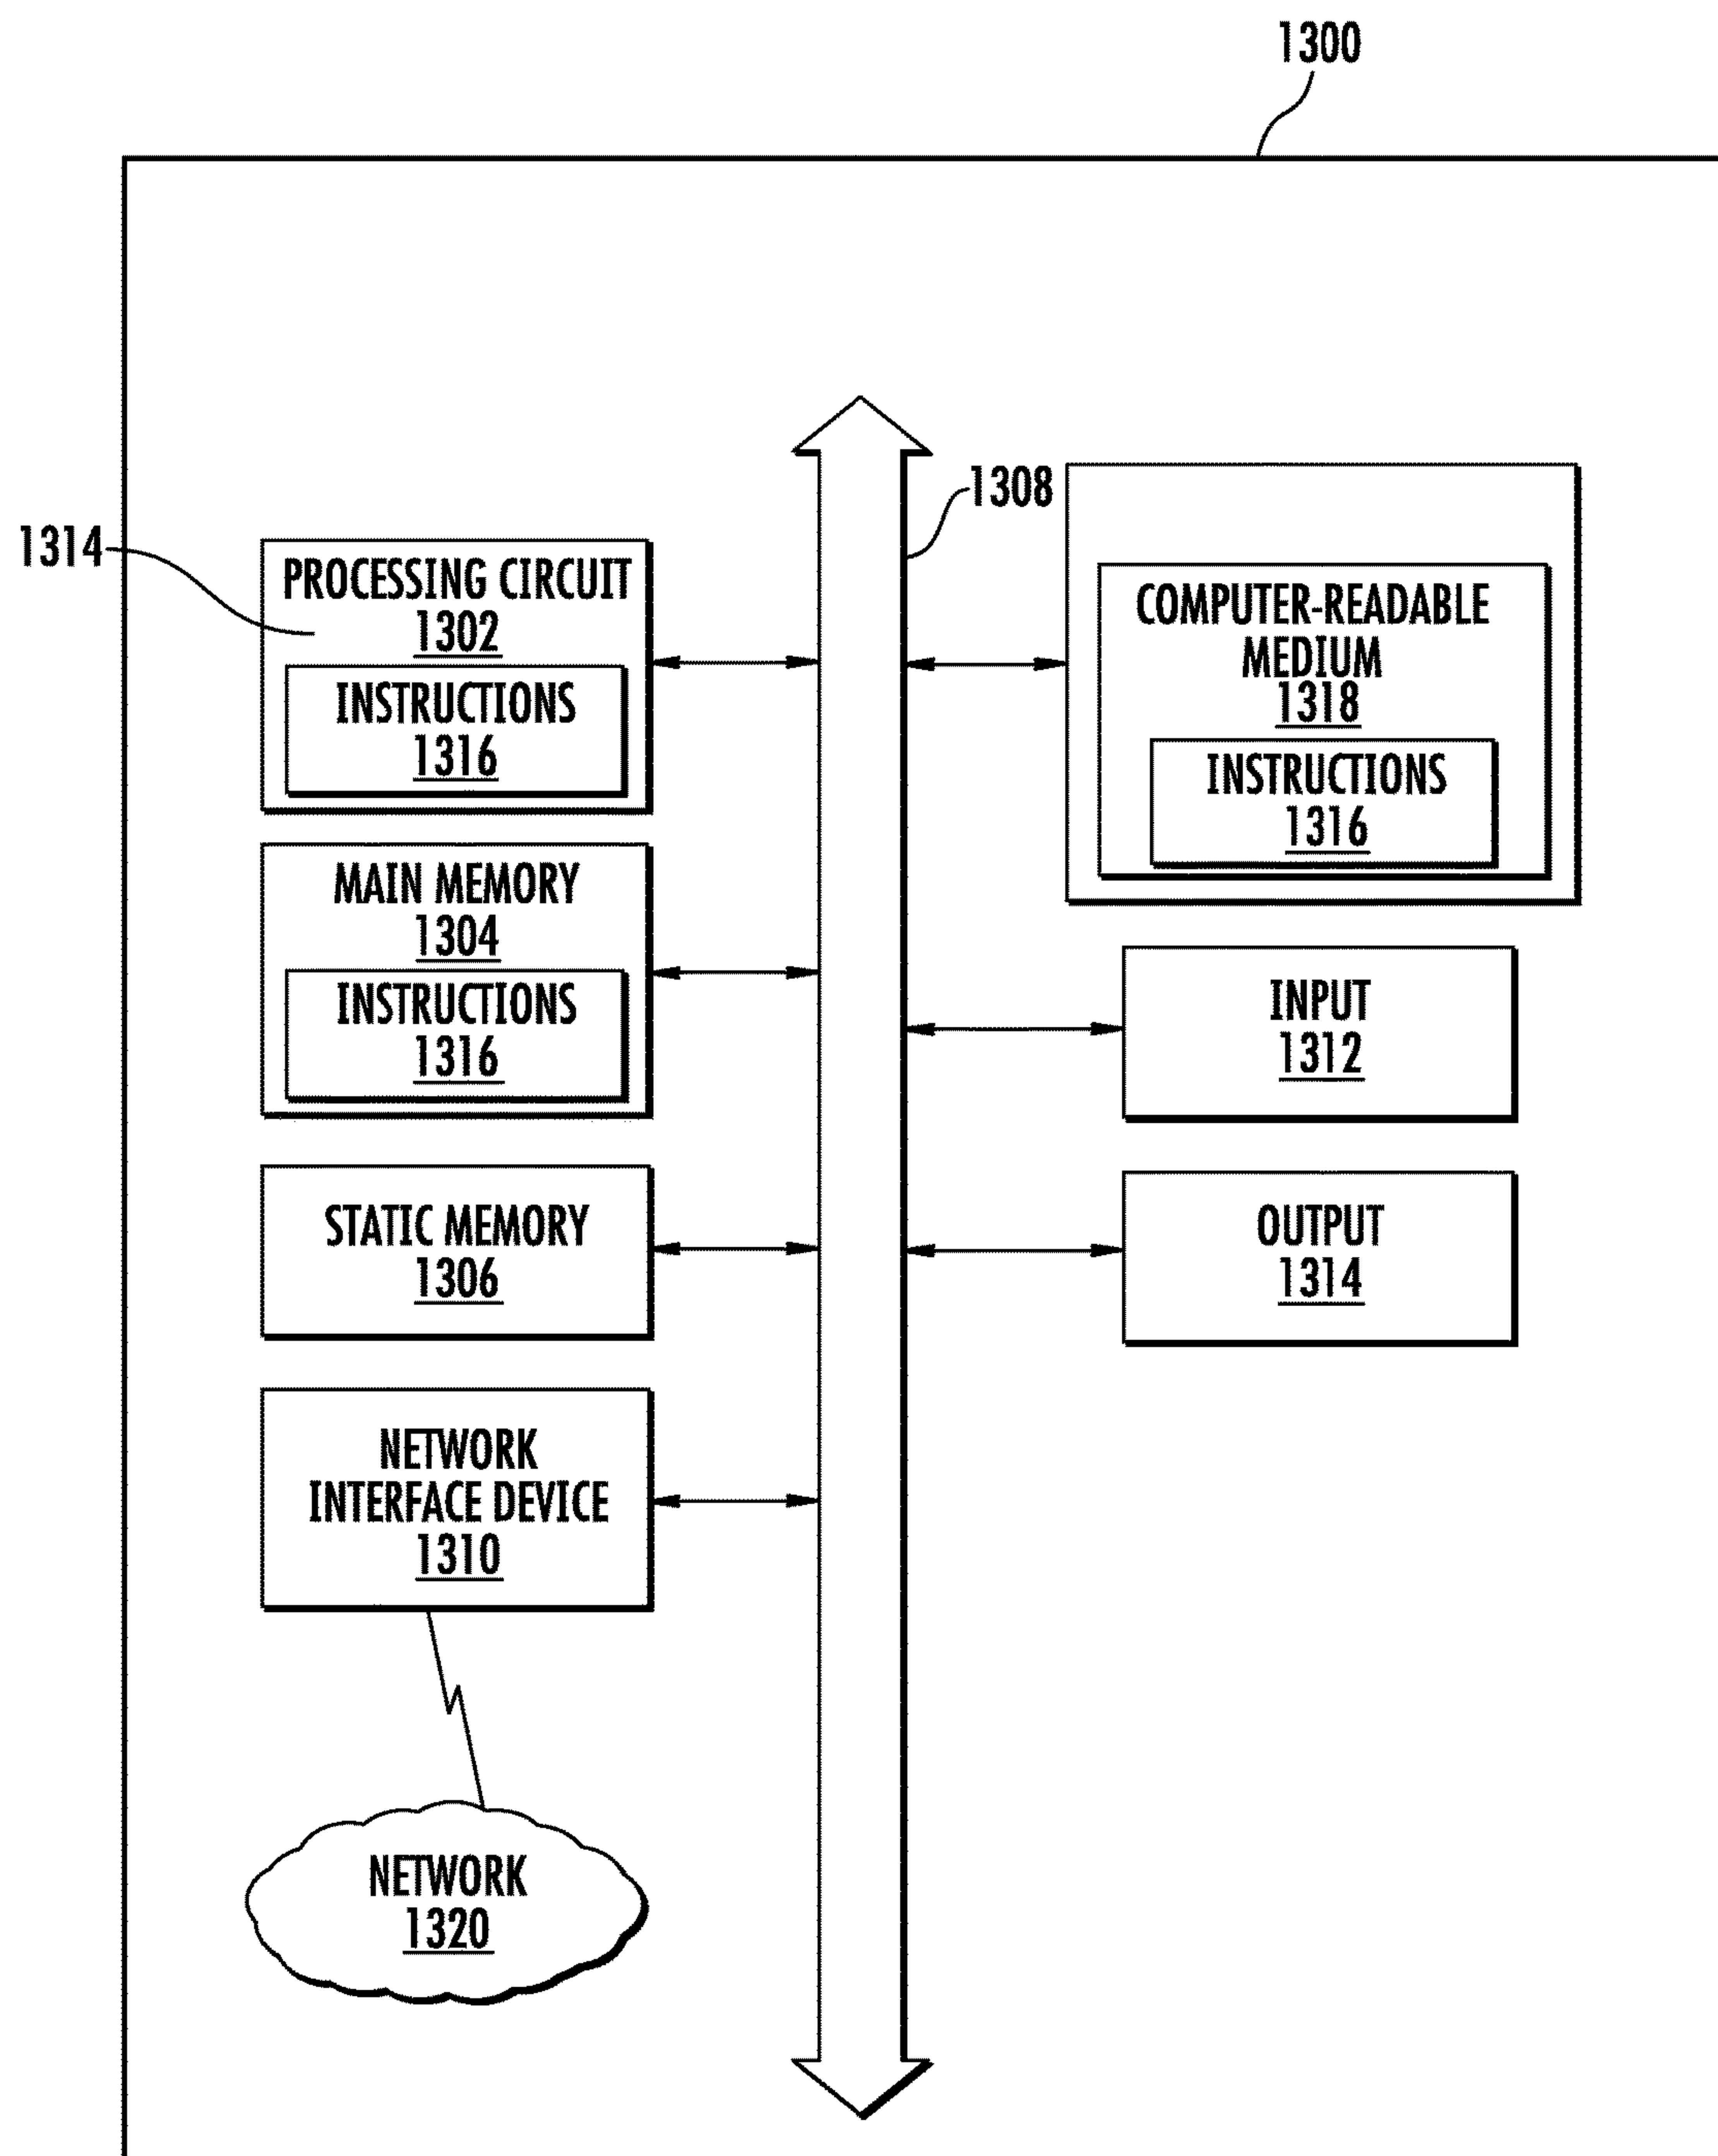 1300
1308
1314
PROCESSING CIRCUIT
1302
INSTRUCTIONS
1316
MAIN MEMORY
1304
INSTRUCTIONS
1316
STATIC MEMORY
1306
NETWORK
INTERFACE DEVICE
1310
NETWORK
1320
COMPUTER-READABLE
MEDIUM
1318
INSTRUCTIONS
1316
INPUT
1312
OUTPUT
1314